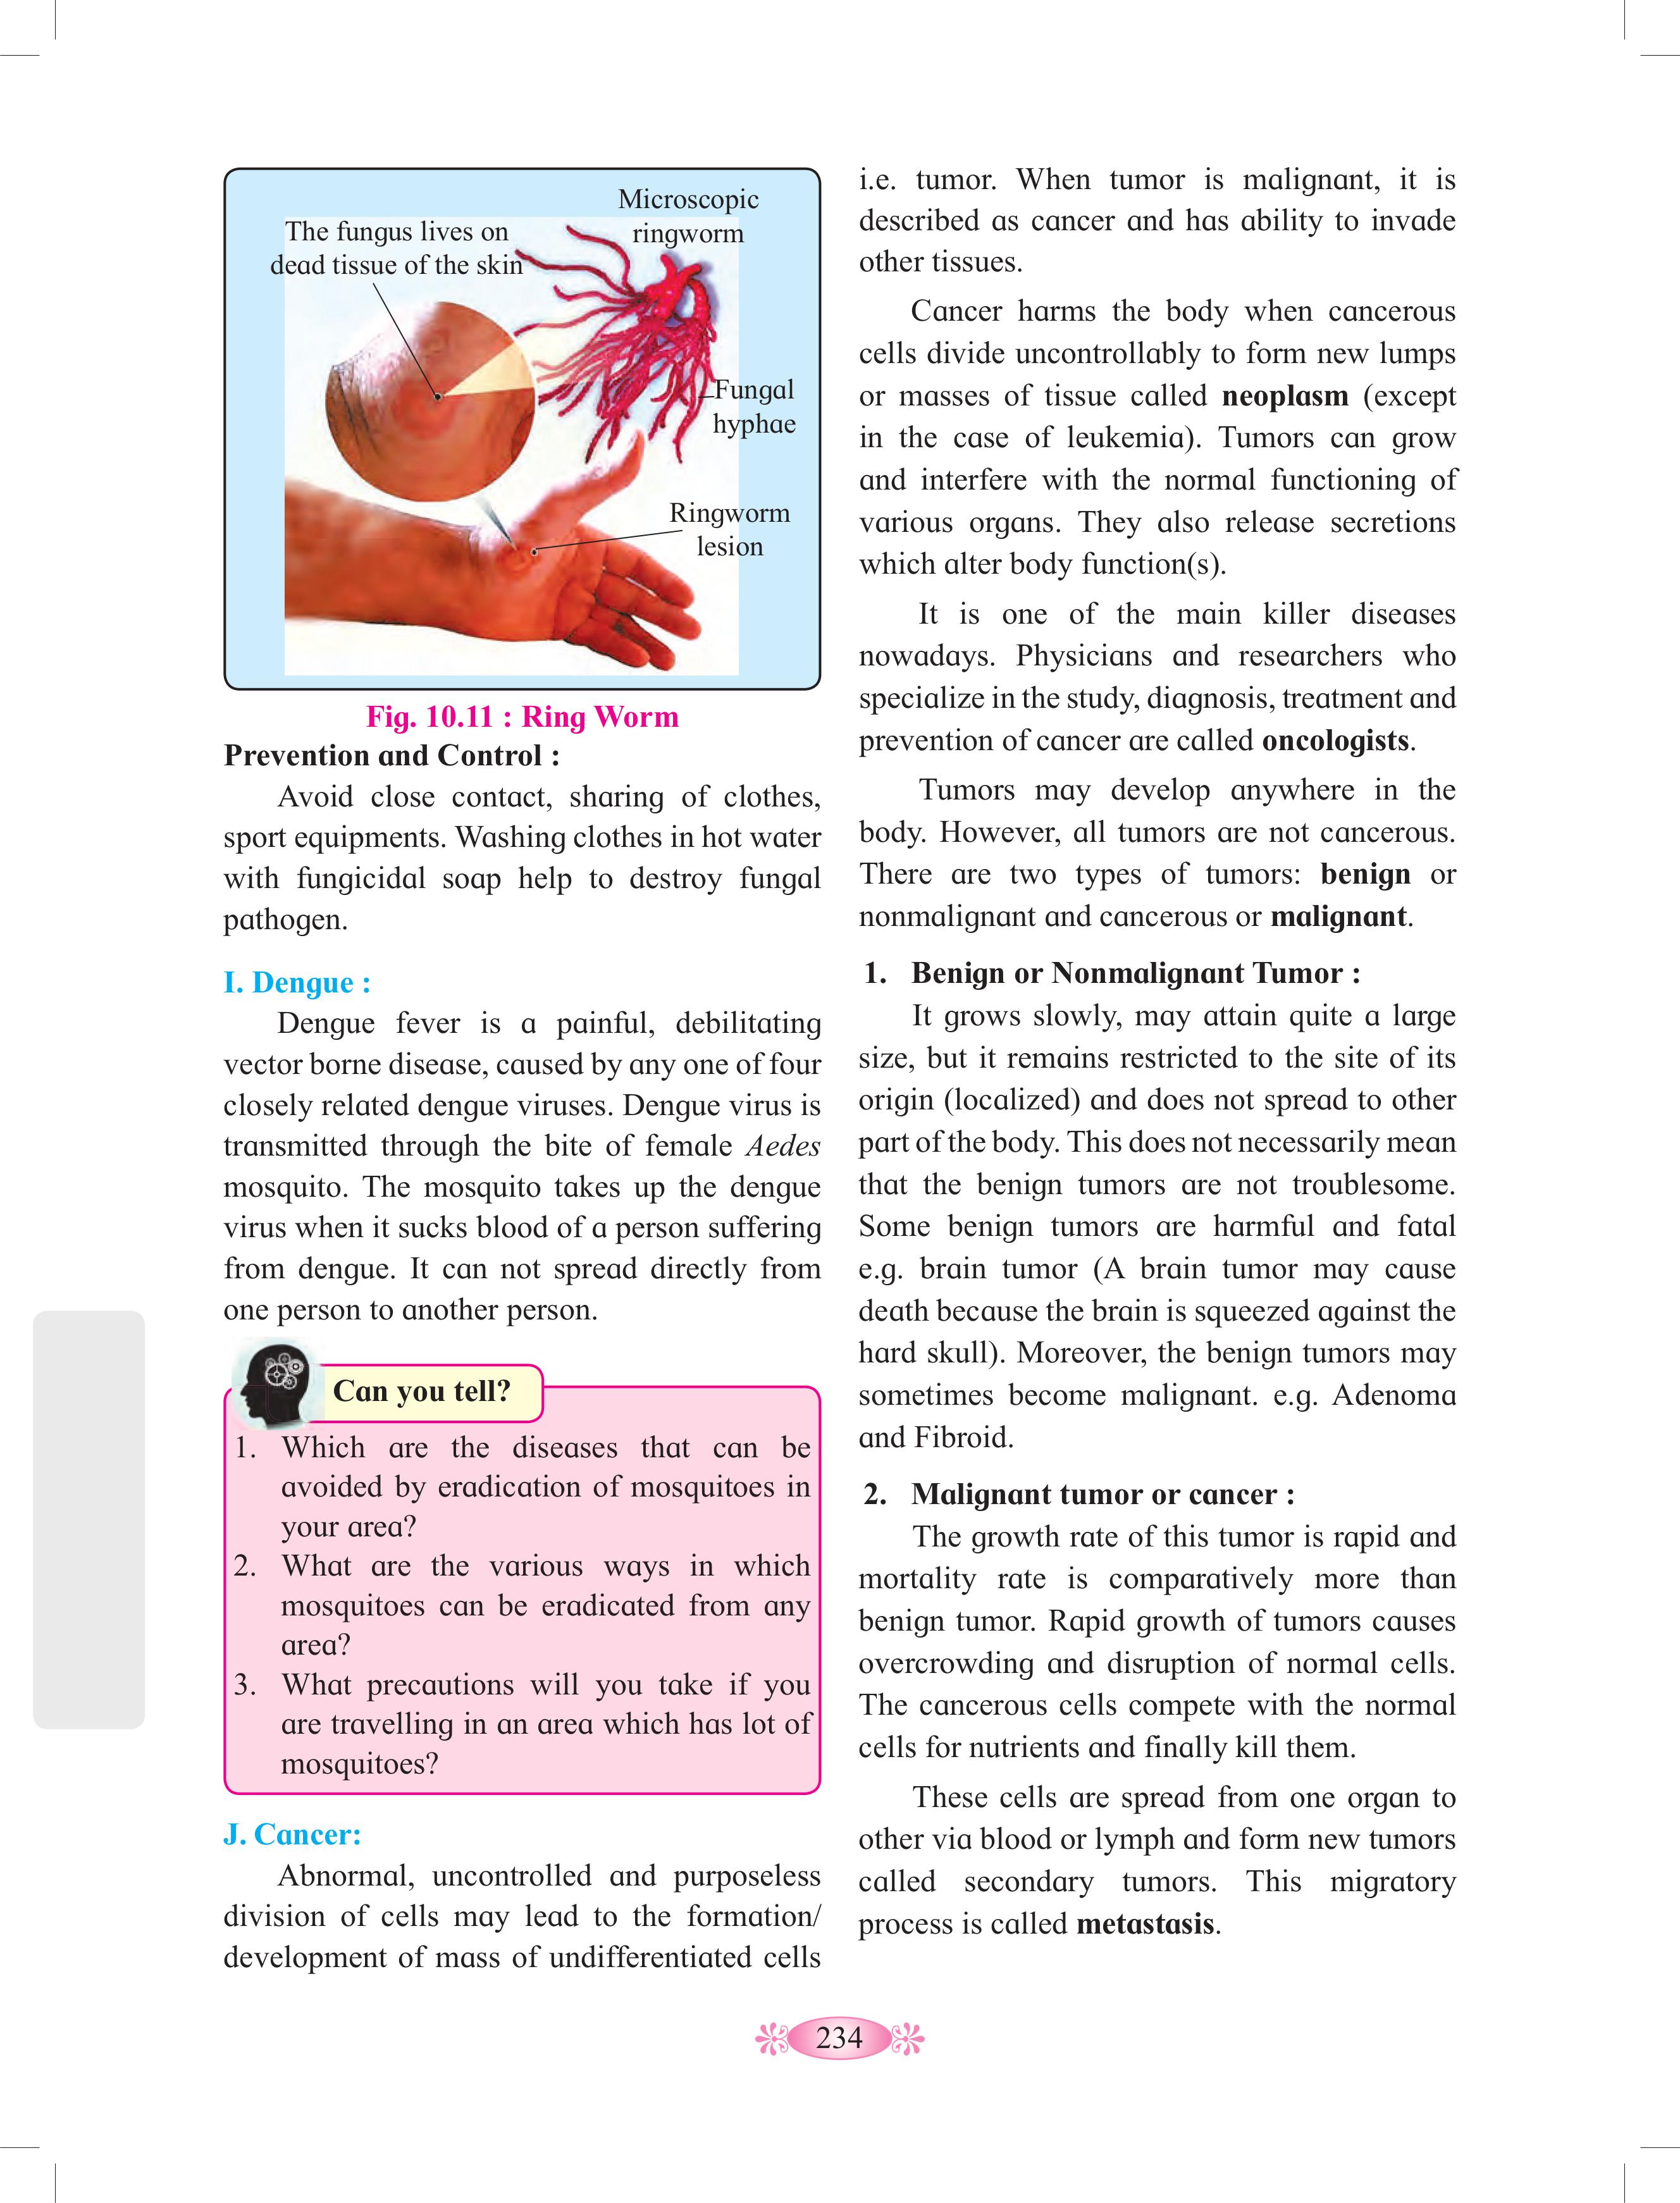 Microscopic
ringworm
The fungus lives on
dead tissue of the skin
Fungal
hyphae
Ringworm
lesion
Fig. 10.11 : Ring Worm
Prevention and Control :
Avoid close contact, sharing of clothes,
sport equipments. Washing clothes in hot water
with fungicidal soap help to destroy fungal
pathogen.
I. Dengue :
Dengue fever is a painful, debilitating
vector borne disease, caused by any one of four
closely related dengue viruses. Dengue virus is
transmitted through the bite of female Aedes
mosquito. The mosquito takes up the dengue
virus when it sucks blood of a person suffering
from dengue. It can not spread directly from
one person to another person.
Can you tell?
1. Which are the diseases that can be
avoided by eradication of mosquitoes in
your area?
2. What are the various ways in which
mosquitoes can be eradicated from any
area?
3. What precautions will you take if you
are travelling in an area which has lot of
mosquitoes?
J. Cancer:
Abnormal, uncontrolled and purposeless
division of cells may lead to the formation/
development of mass of undifferentiated cells
i.e. tumor. When tumor is malignant, it is
described as cancer and has ability to invade
other tissues.
Cancer harms the body when cancerous
cells divide uncontrollably to form new lumps
or masses of tissue called neoplasm (except
in the case of leukemia). Tumors can grow
and interfere with the normal functioning of
various organs. They also release secretions
which alter body function(s).
It is one of the main killer diseases
nowadays. Physicians and researchers who
specialize in the study, diagnosis, treatment and
prevention of cancer are called oncologists.
Tumors may develop anywhere in the
body. However, all tumors are not cancerous.
There are two types of tumors: benign or
nonmalignant and cancerous or malignant.
1. Benign or Nonmalignant Tumor :
It grows slowly, may attain quite a large
size, but it remains restricted to the site of its
origin (localized) and does not spread to other
part of the body. This does not necessarily mean
that the benign tumors are not troublesome.
Some benign tumors are harmful and fatal
e.g. brain tumor (A brain tumor may cause
death because the brain is squeezed against the
hard skull). Moreover, the benign tumors may
sometimes become malignant. e.g. Adenoma
and Fibroid.
2. Malignant tumor or cancer :
The growth rate of this tumor is rapid and
mortality rate is comparatively more than
benign tumor. Rapid growth of tumors causes
overcrowding and disruption of normal cells.
The cancerous cells compete with the normal
cells for nutrients and finally kill them.
These cells are spread from one organ to
other via blood or lymph and form new tumors
called secondary tumors. This migratory
process is called metastasis.
234